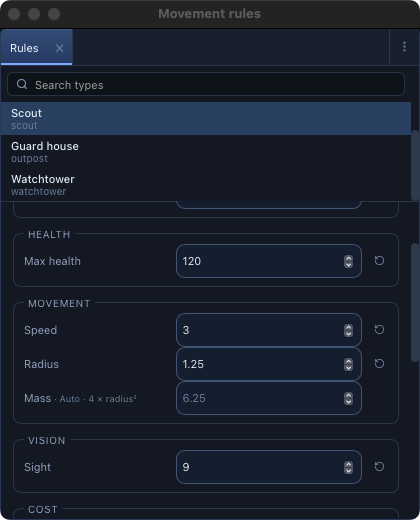 Movement rules
Rules
Search types
Scout
scout
Guard house
outpost
Watchtower
watchtower
HEALTH
Max health 120
MOVEMENT
Speed 3
Radius 1.25
Mass · Auto · 4 × radius² 6.25
VISION
Sight 9
COST